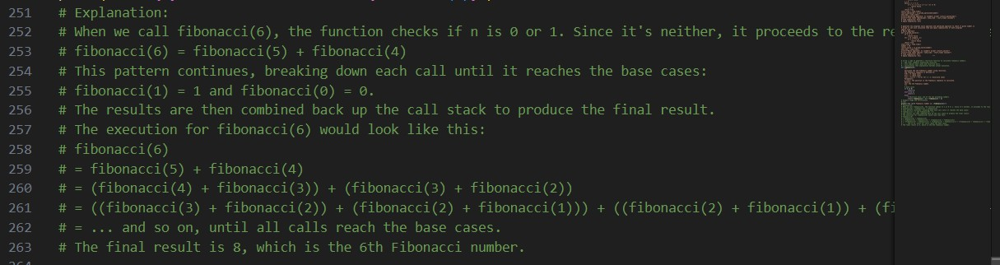 251 # Explanation:
252 # When we call fibonacci(6), the function checks if n is 0 or 1. Since it's neither, it proceeds to the re
253 # fibonacci(6) = fibonacci(5) + fibonacci(4)
254 # This pattern continues, breaking down each call until it reaches the base cases:
255 # fibonacci(1) = 1 and fibonacci(0) = 0.
256 # The results are then combined back up the call stack to produce the final result.
257 # The execution for fibonacci(6) would look like this:
258 # fibonacci(6)
259 # = fibonacci(5) + fibonacci(4)
260 # = (fibonacci(4) + fibonacci(3)) + (fibonacci(3) + fibonacci(2))
261 # = ((fibonacci(3) + fibonacci(2)) + (fibonacci(2) + fibonacci(1))) + ((fibonacci(2) + fibonacci(1)) + (fi
262 # = ... and so on, until all calls reach the base cases.
263 # The final result is 8, which is the 6th Fibonacci number.